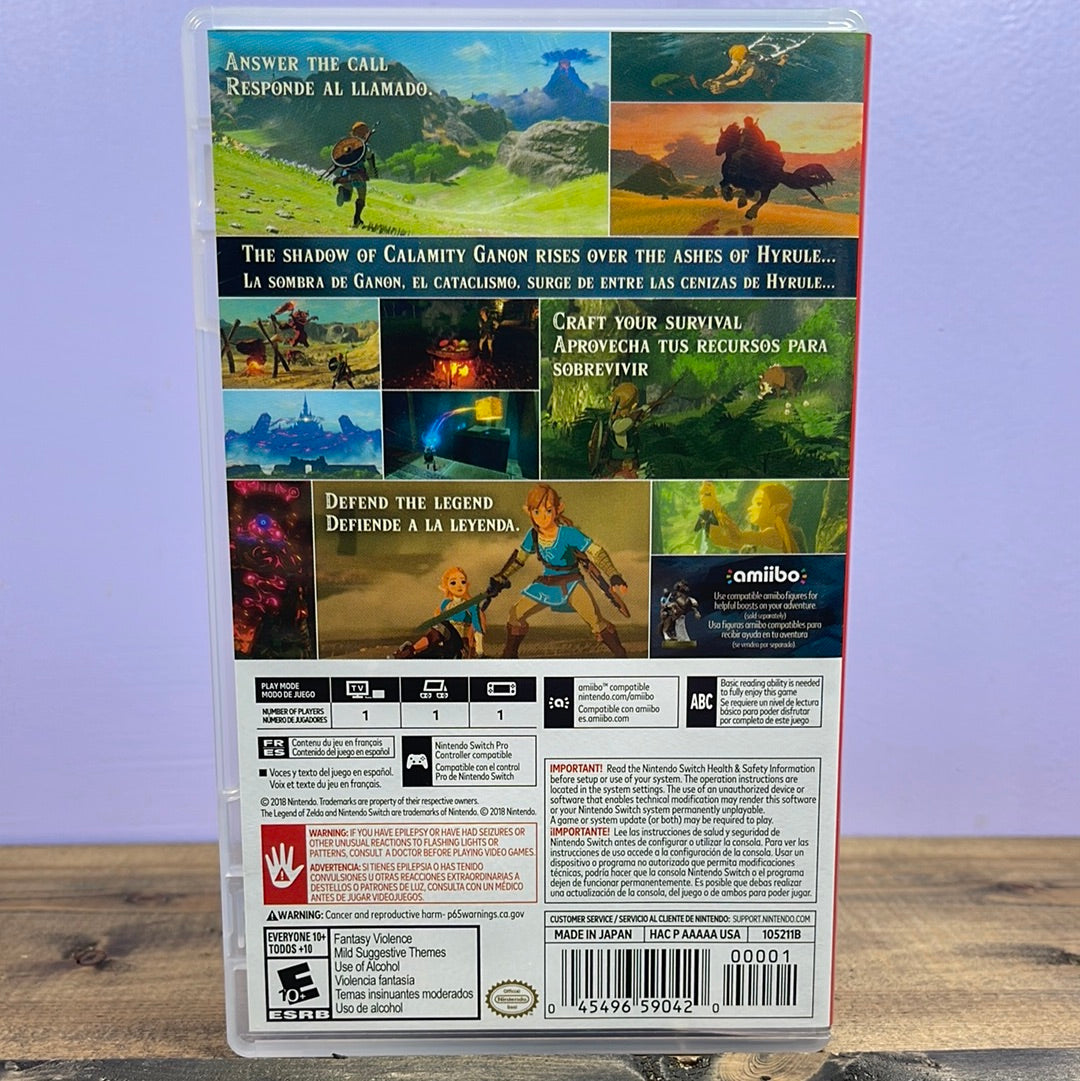 ANSWER THE CALL
RESPONDE AL LLAMADO.
THE SHADOW OF CALAMITY GANON RISES OVER THE ASHES OF HYRULE...
LA SOMBRA DE GANON, EL CATACLISMO, SURGE DE ENTRE LAS CENIZAS DE HYRULE...
CRAFT YOUR SURVIVAL
APROVECHA TUS RECURSOS PARA
SOBREVIVIR
DEFEND THE LEGEND
DEFIENDE A LA LEYENDA.
amiibo
Use compatible amiibo figures for
helpful boosts on your adventure.
(sold separately)
Usa figuras amiibo compatibles para
recibir ayuda en tu aventura
(se vendra por separado).
PLAY MODE
MODO DE JUEGO
TV
NUMBER OF PLAYERS
NÚMERO DE JUGADORES
1
1
1
amiibo™ compatible
nintendo.com/amiibo
Compatible con amiibo
es.amiibo.com
ABC
Basic reading ability is needed
to fully enjoy this game
Se requiere un nivel de lectura
básico para poder disfrutar
por completo de este juego
FR
ES
Contenu du jeu en français
Contenido del juego en español
Voces y texto del juego en español.
Voix et texte du jeu en français.
Nintendo Switch Pro
Controller compatible
Compatible con el control
Pro de Nintendo Switch
© 2018 Nintendo. Trademarks are property of their respective owners.
The Legend of Zelda and Nintendo Switch are trademarks of Nintendo. © 2018 Nintendo.
WARNING: IF YOU HAVE EPILEPSY OR HAVE HAD SEIZURES OR
OTHER UNUSUAL REACTIONS TO FLASHING LIGHTS OR
PATTERNS, CONSULT A DOCTOR BEFORE PLAYING VIDEO GAMES.
ADVERTENCIA: SI TIENES EPILEPSIA O HAS TENIDO
CONVULSIONES U OTRAS REACCIONES EXTRAORDINARIAS A
DESTELLOS O PATRONES DE LUZ, CONSULTA CON UN MÉDICO
ANTES DE JUGAR VIDEOJUEGOS.
WARNING: Cancer and reproductive harm- p65warnings.ca.gov
IMPORTANT! Read the Nintendo Switch Health & Safety Information
before setup or use of your system. The operation instructions are
located in the system settings. The use of an unauthorized device or
software that enables technical modification may render this software
or your Nintendo Switch system permanently unplayable.
A game or system update (or both) may be required to play.
¡IMPORTANTE! Lee las instrucciones de salud y seguridad de
Nintendo Switch antes de configurar o utilizar la consola. Para ver las
instrucciones de uso accede a la configuración de la consola. Usar un
dispositivo o programa no autorizado que permita modificaciones
técnicas, podría hacer que la consola Nintendo Switch o el programa
dejen de funcionar permanentemente. Es posible que debas realizar
una actualización de la consola, del juego o de ambos para poder jugar.
CUSTOMER SERVICE / SERVICIO AL CLIENTE DE NINTENDO: SUPPORT.NINTENDO.COM
MADE IN JAPAN
HAC P AAAAA USA
105211B
EVERYONE 10+
TODOS +10
E
10+
ESRB
Fantasy Violence
Mild Suggestive Themes
Use of Alcohol
Violencia fantasía
Temas insinuantes moderados
Uso de alcohol
Official
Nintendo
Seal
00001
0 45496 59042 0